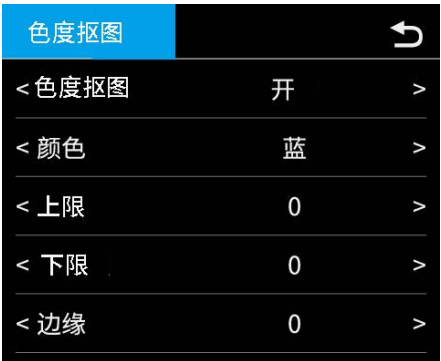 色度抠图
< 色度抠图 开 >
< 颜色 蓝 >
< 上限 0 >
< 下限 0 >
< 边缘 0 >